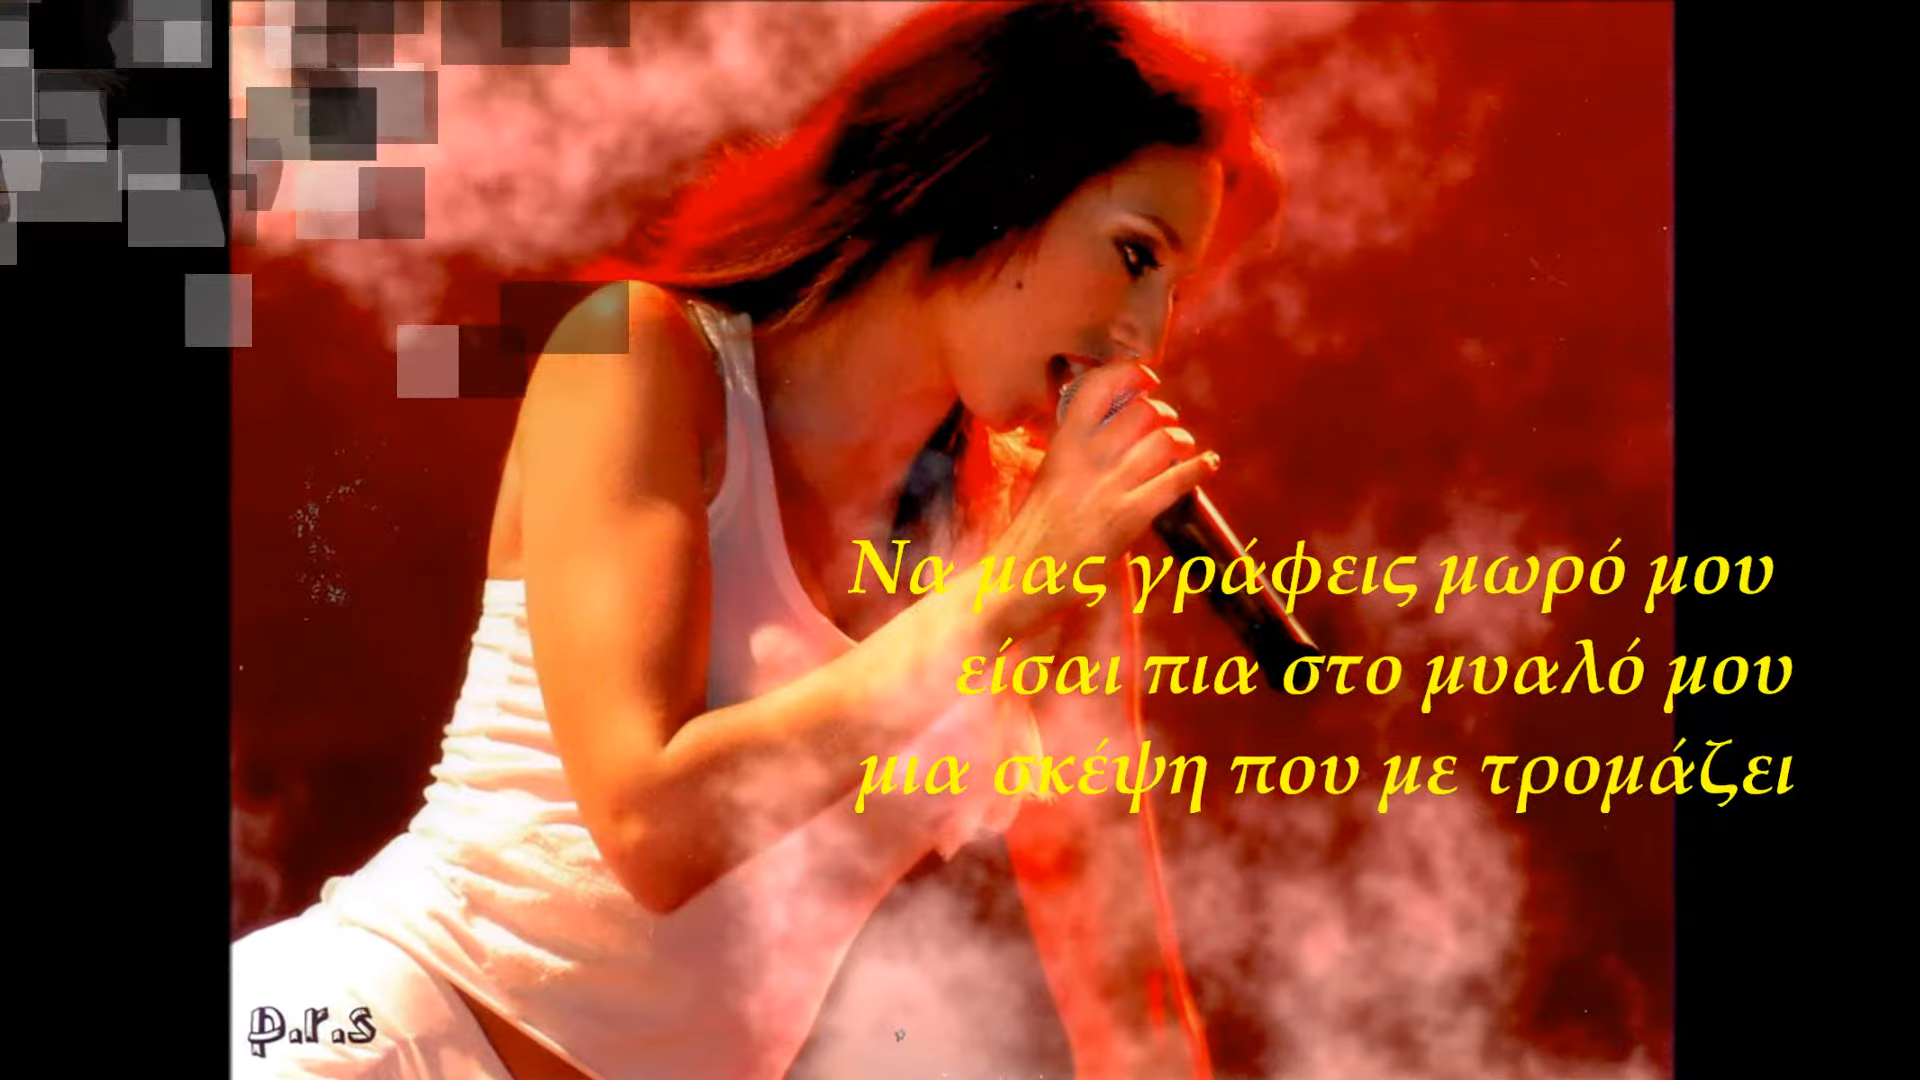 Να μας γράφεις μωρό μου
είσαι πια στο μυαλό μου
μια σκέψη που με τρομάζει
p.r.s